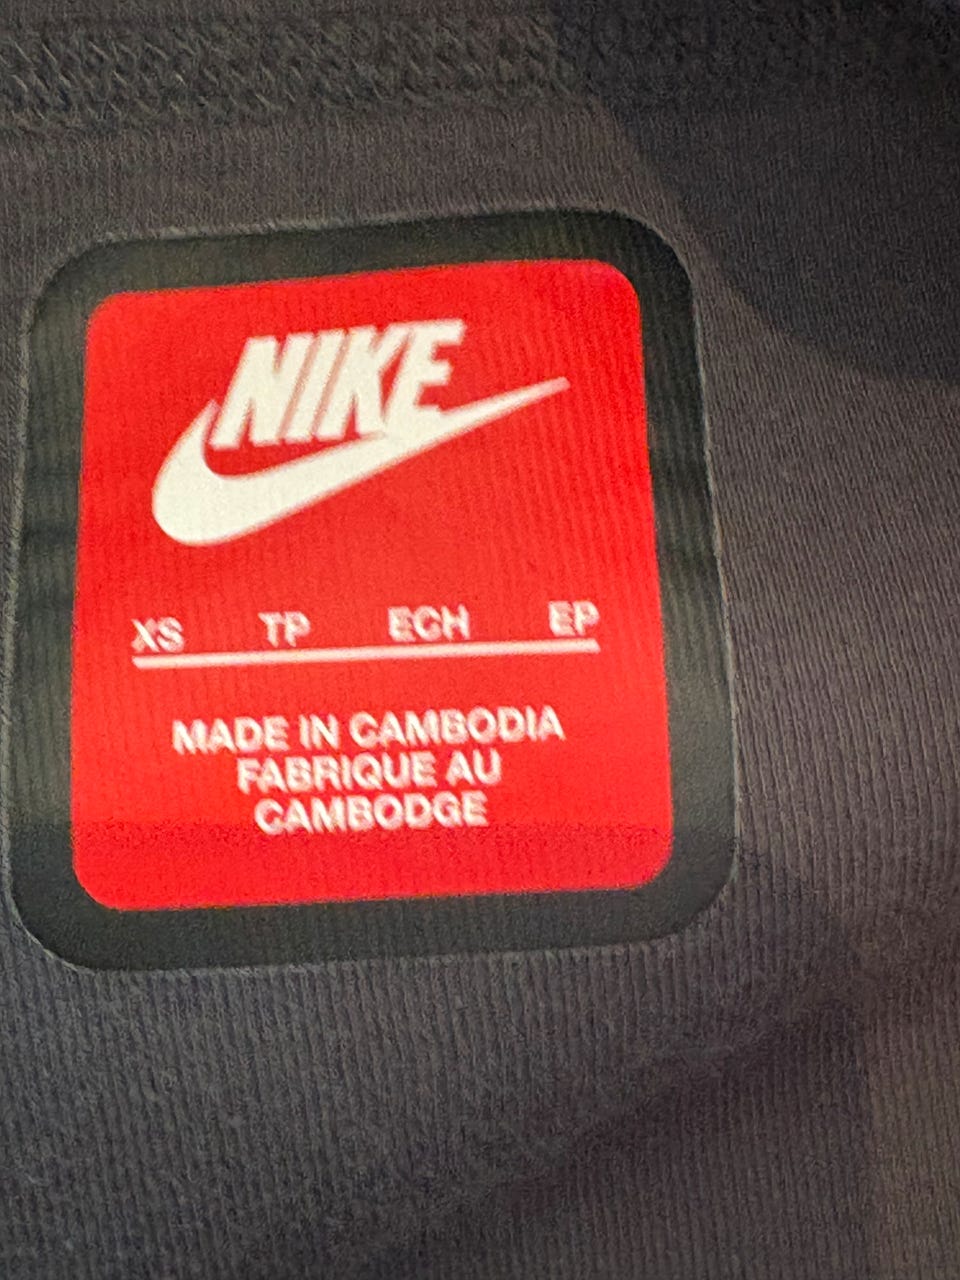 NIKE
XS TP ECH EP
MADE IN CAMBODIA
FABRIQUE AU
CAMBODGE